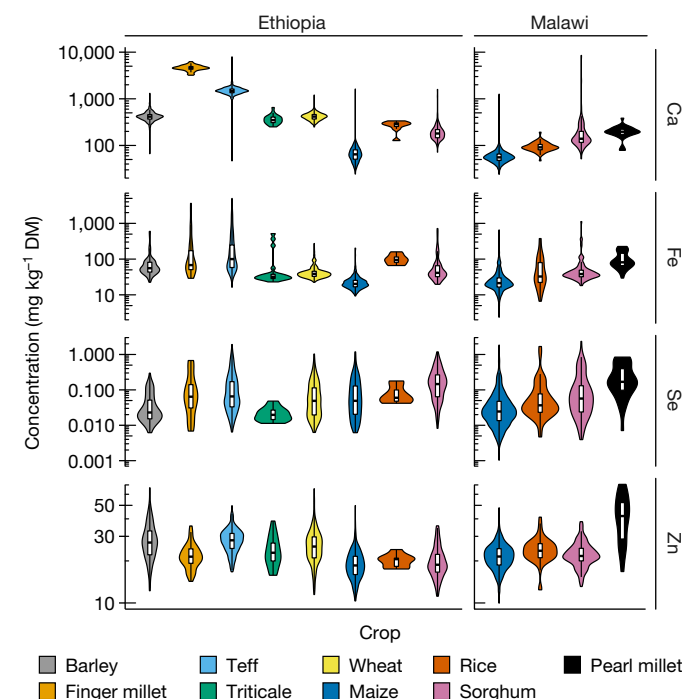 Ethiopia Malawi
10,000
1,000
100
Ca
1,000
100
10
Fe
1.000
0.100
0.010
0.001
Se
50
30
10
Zn
Concentration (mg kg⁻¹ DM)
Crop
Barley Teff Wheat Rice Pearl millet
Finger millet Triticale Maize Sorghum